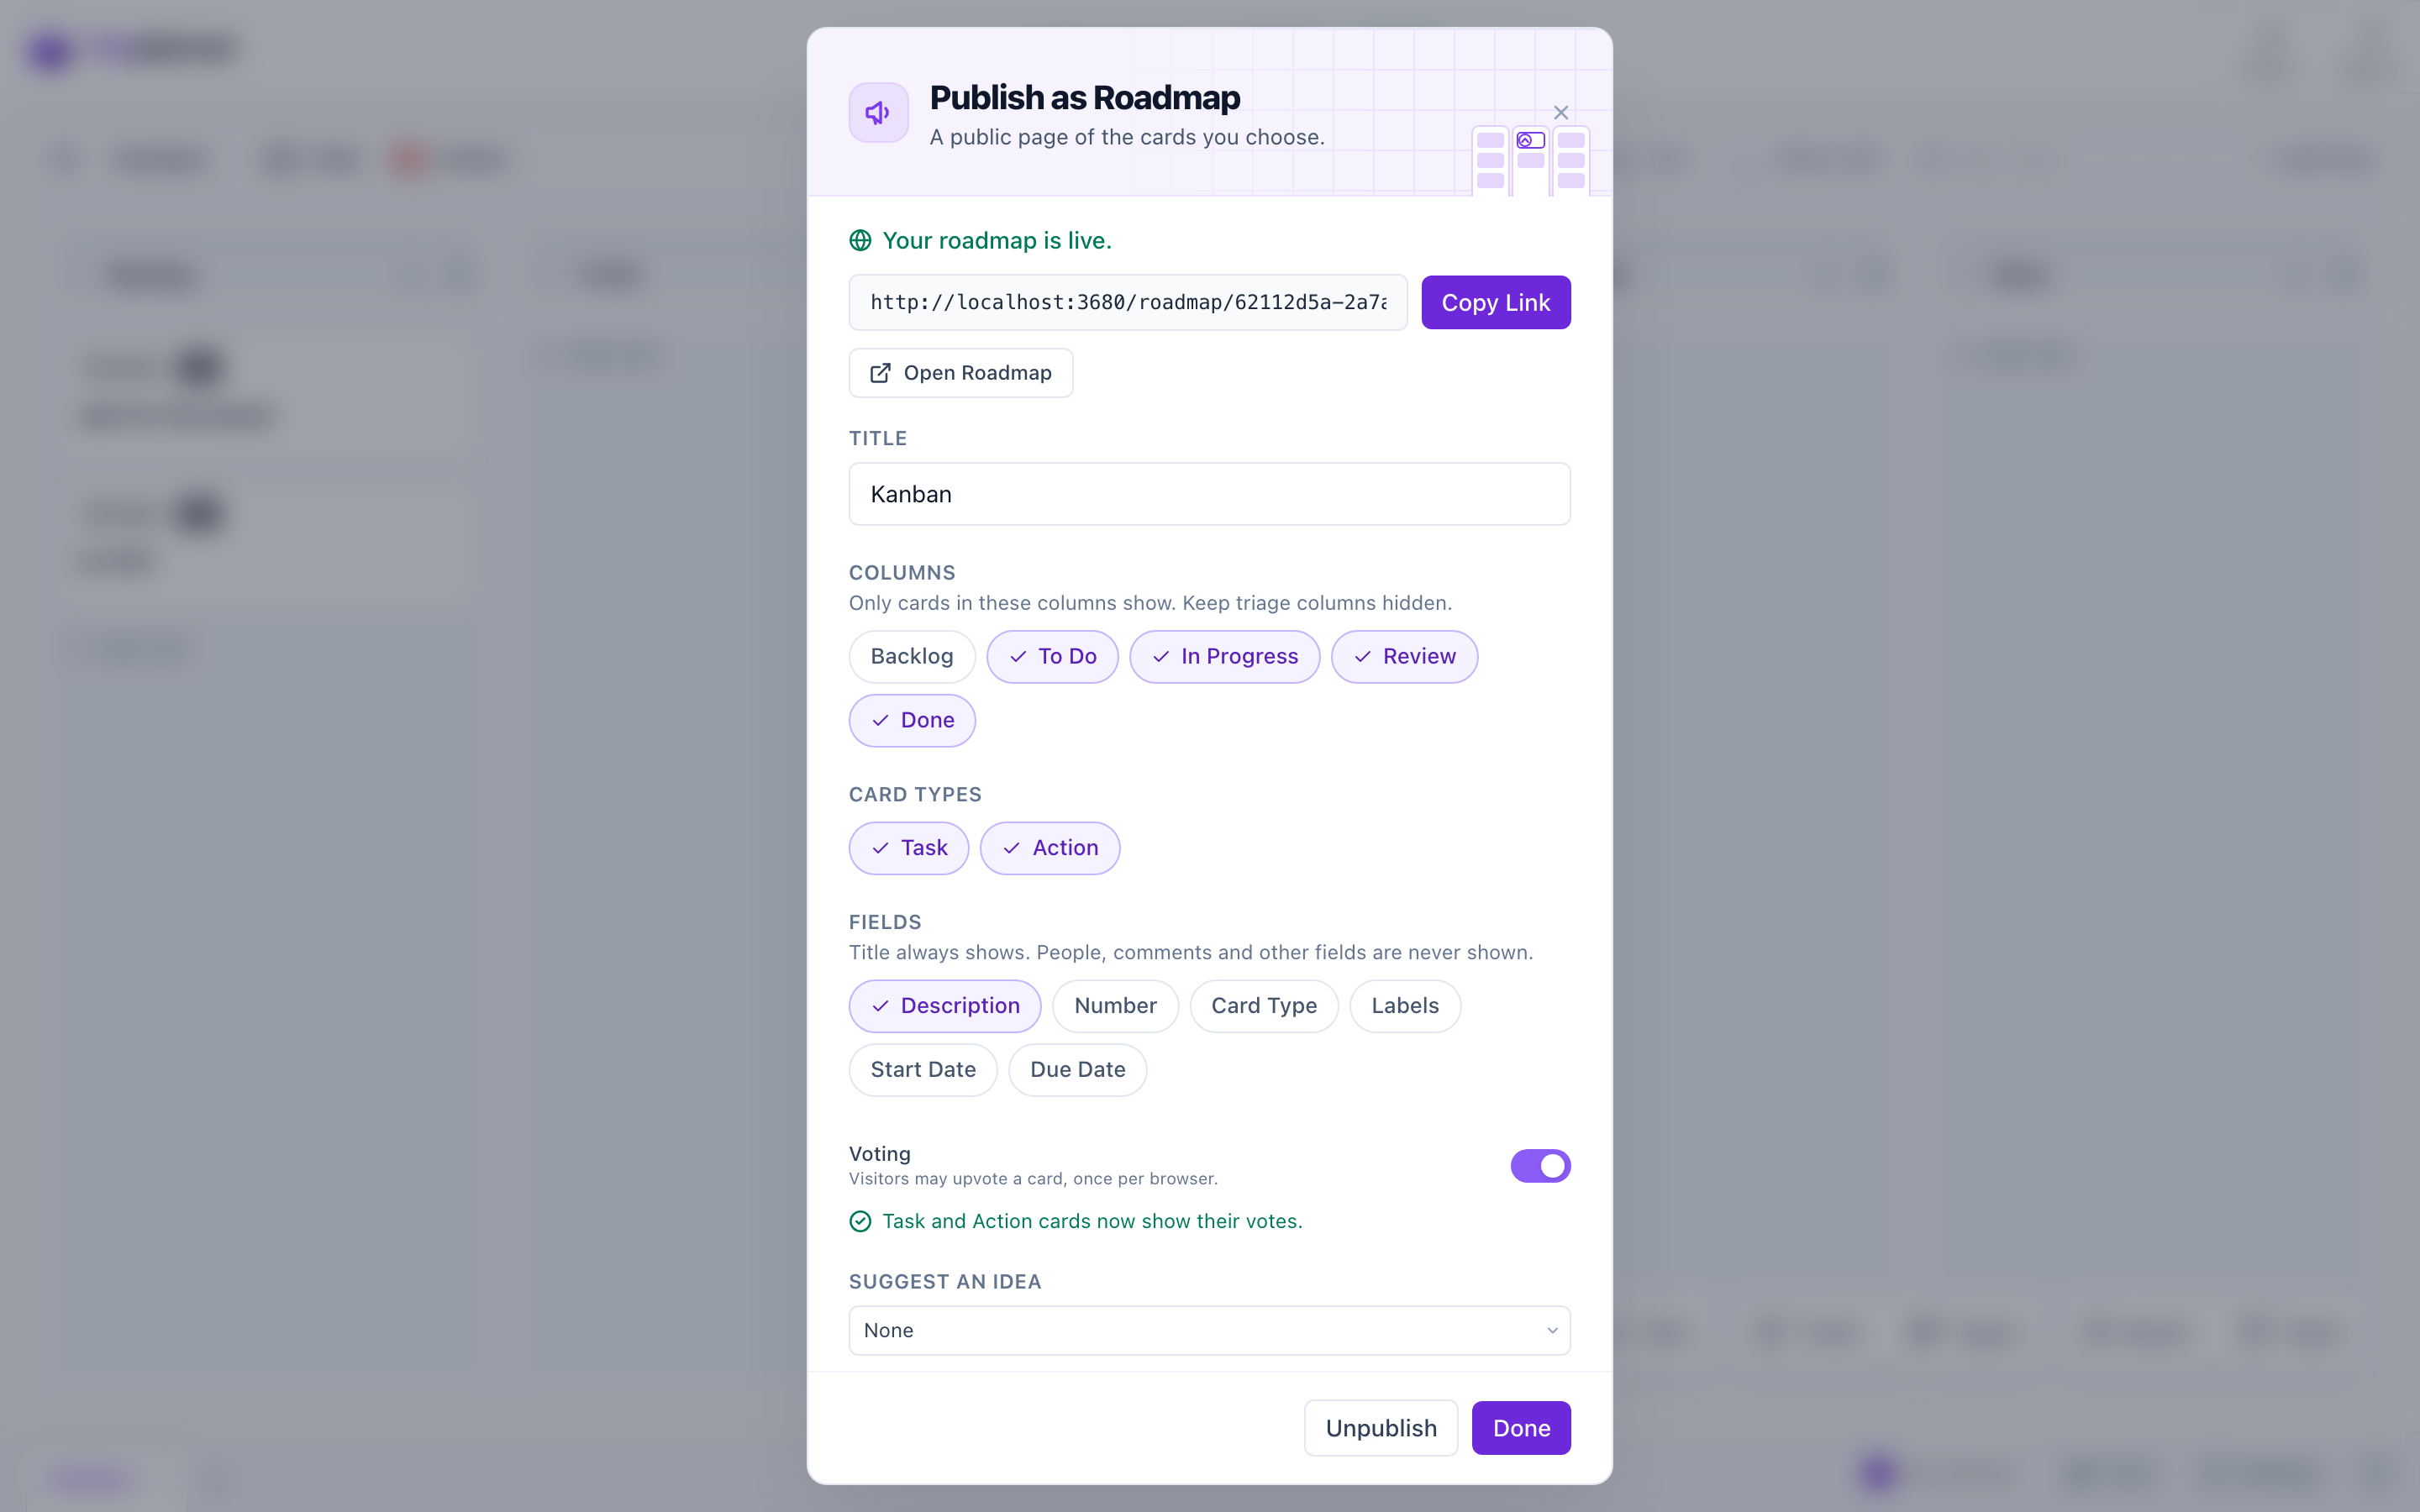 Publish as Roadmap
A public page of the cards you choose.
Your roadmap is live.
http://localhost:3680/roadmap/62112d5a-2a7a
Copy Link
Open Roadmap
TITLE
Kanban
COLUMNS
Only cards in these columns show. Keep triage columns hidden.
Backlog To Do In Progress Review
Done
CARD TYPES
Task Action
FIELDS
Title always shows. People, comments and other fields are never shown.
Description Number Card Type Labels
Start Date Due Date
Voting
Visitors may upvote a card, once per browser.
Task and Action cards now show their votes.
SUGGEST AN IDEA
None
Unpublish Done